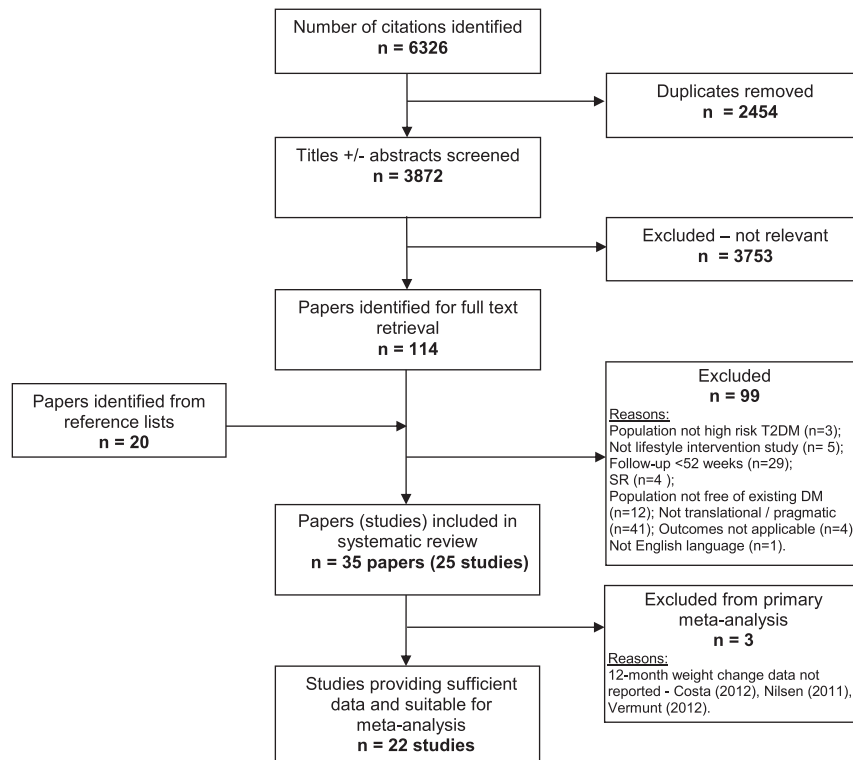 Number of citations identified
n = 6326
Duplicates removed
n = 2454
Titles +/- abstracts screened
n = 3872
Excluded – not relevant
n = 3753
Papers identified for full text
retrieval
n = 114
Papers identified from
reference lists
n = 20
Excluded
n = 99
Reasons:
Population not high risk T2DM (n=3);
Not lifestyle intervention study (n= 5);
Follow-up <52 weeks (n=29);
SR (n=4 );
Population not free of existing DM
(n=12); Not translational / pragmatic
(n=41); Outcomes not applicable (n=4)
Not English language (n=1).
Papers (studies) included in
systematic review
n = 35 papers (25 studies)
Excluded from primary
meta-analysis
n = 3
Reasons:
12-month weight change data not
reported - Costa (2012), Nilsen (2011),
Vermunt (2012).
Studies providing sufficient
data and suitable for
meta-analysis
n = 22 studies